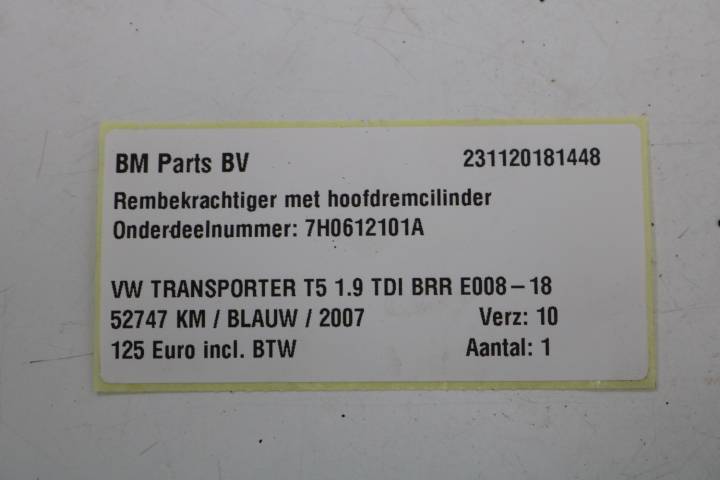 BM Parts BV 231120181448
Rembekrachtiger met hoofdremcilinder
Onderdeelnummer: 7H0612101A
VW TRANSPORTER T5 1.9 TDI BRR E008-18
52747 KM / BLAUW / 2007 Verz: 10
125 Euro incl. BTW Aantal: 1